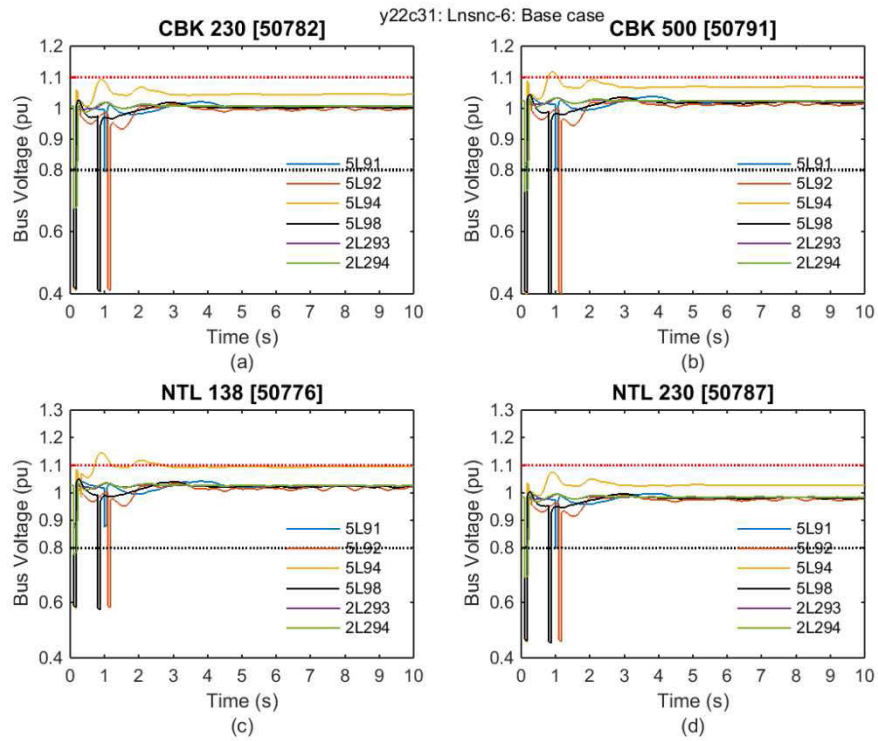 y22c31: Lnsnc-6: Base case
CBK 230 [50782]
1.2
1.1
1
0.9
0.8
0.7
0.6
0.5
0.4
Bus Voltage (pu)
5L91
5L92
5L94
5L98
2L293
2L294
0 1 2 3 4 5 6 7 8 9 10
Time (s)
(a)
CBK 500 [50791]
1.2
1.1
1
0.9
0.8
0.7
0.6
0.5
0.4
Bus Voltage (pu)
5L91
5L92
5L94
5L98
2L293
2L294
0 1 2 3 4 5 6 7 8 9 10
Time (s)
(b)
NTL 138 [50776]
1.3
1.2
1.1
1
0.9
0.8
0.6
0.4
Bus Voltage (pu)
5L91
5L92
5L94
5L98
2L293
2L294
0 1 2 3 4 5 6 7 8 9 10
Time (s)
(c)
NTL 230 [50787]
1.3
1.2
1.1
1
0.9
0.8
0.6
0.4
Bus Voltage (pu)
5L91
5L92
5L94
5L98
2L293
2L294
0 1 2 3 4 5 6 7 8 9 10
Time (s)
(d)